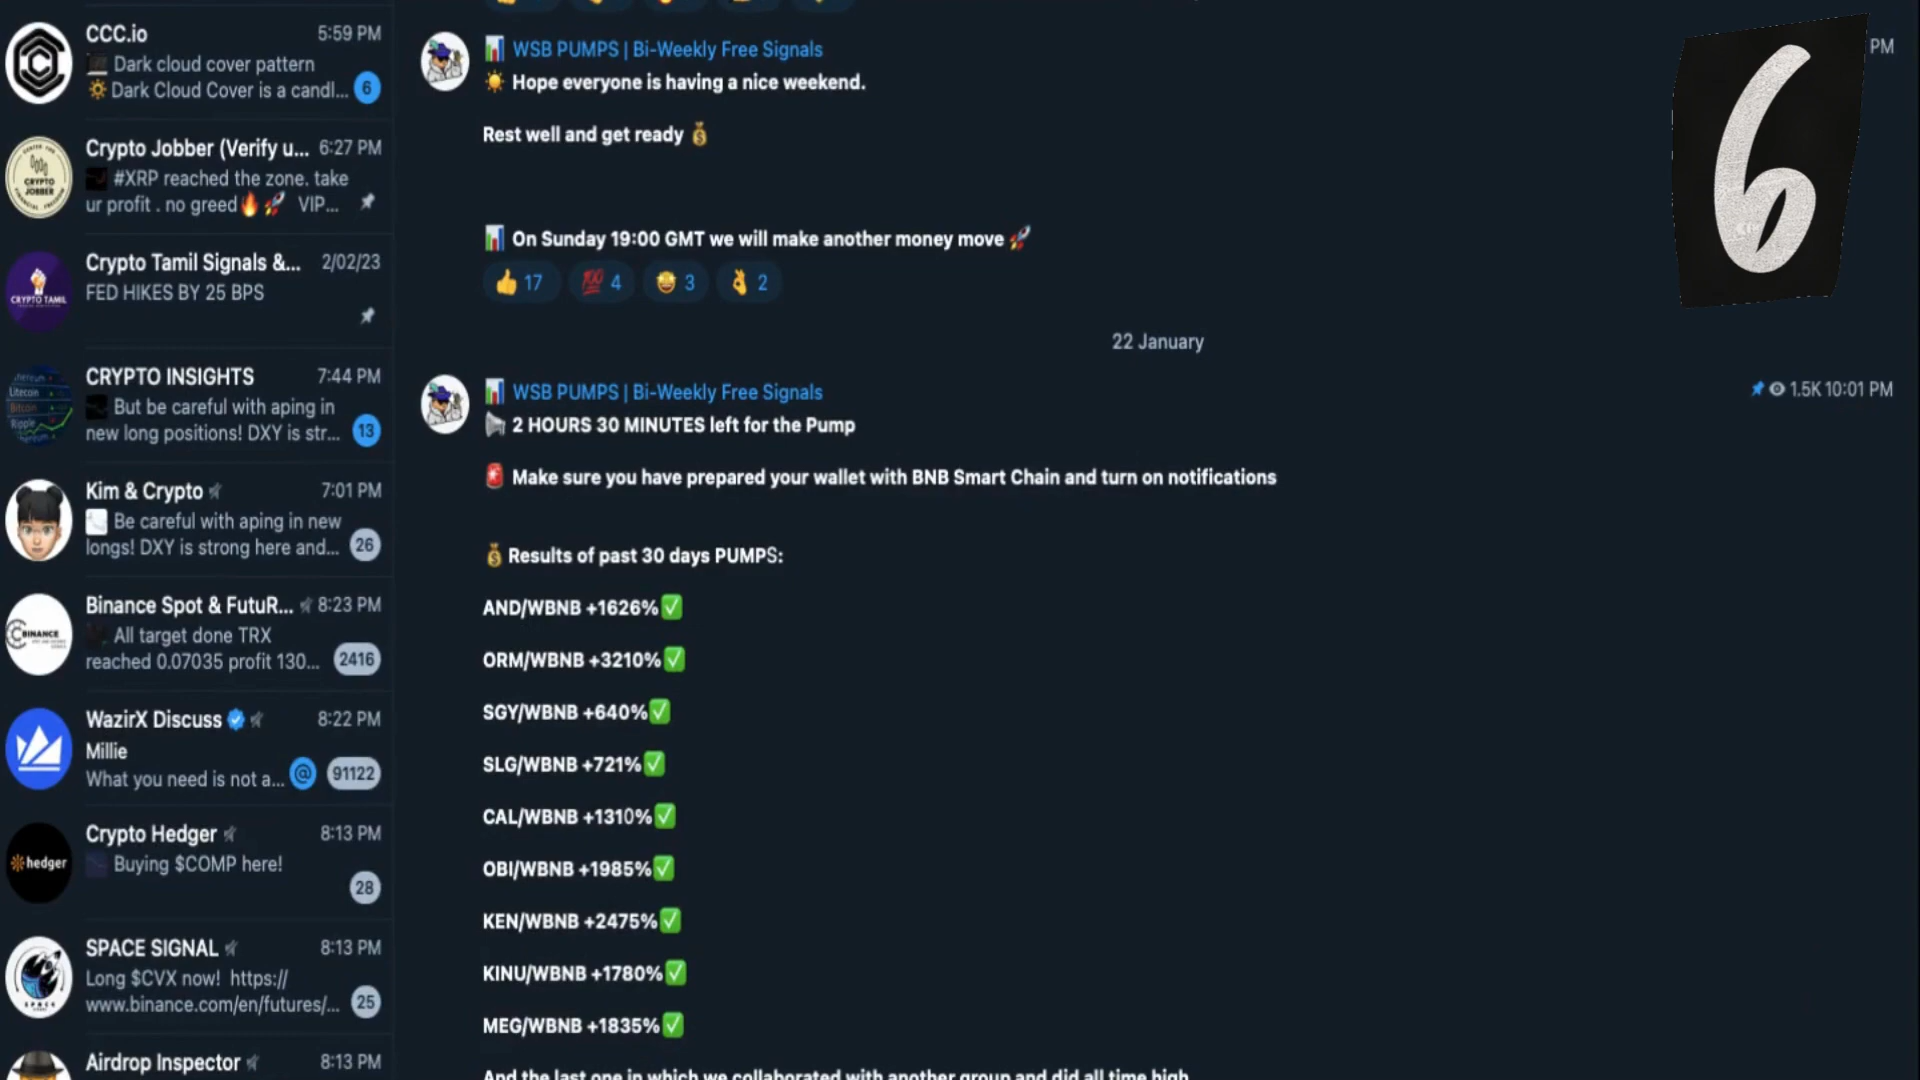 CCC.io 5:59 PM
Dark cloud cover pattern
Dark Cloud Cover is a candl... 6
Crypto Jobber (Verify u... 6:27 PM
#XRP reached the zone. take
ur profit . no greed🔥🚀 VIP...
CRYPTO
JOBBER
Crypto Tamil Signals &... 2/02/23
FED HIKES BY 25 BPS
CRYPTO TAMIL
CRYPTO INSIGHTS 7:44 PM
But be careful with aping in
new long positions! DXY is str... 13
Litecoin
Bitcoin
Ripple
Kim & Crypto 7:01 PM
Be careful with aping in new
longs! DXY is strong here and... 26
Binance Spot & FutuR... 8:23 PM
All target done TRX
reached 0.07035 profit 130... 2416
BINANCE
WazirX Discuss 8:22 PM
Millie
What you need is not a... @ 91122
Crypto Hedger 8:13 PM
Buying $COMP here!
28
hedger
SPACE SIGNAL 8:13 PM
Long $CVX now! https://
www.binance.com/en/futures/... 25
SPACE
Airdrop Inspector 8:13 PM
📊 WSB PUMPS | Bi-Weekly Free Signals
☀️ Hope everyone is having a nice weekend.
Rest well and get ready 💰
📊 On Sunday 19:00 GMT we will make another money move 🚀
👍 17 💯 4 🤩 3 👌 2
PM
6
22 January
📊 WSB PUMPS | Bi-Weekly Free Signals
1.5K 10:01 PM
📢 2 HOURS 30 MINUTES left for the Pump
🚨 Make sure you have prepared your wallet with BNB Smart Chain and turn on notifications
💰 Results of past 30 days PUMPS:
AND/WBNB +1626%✅
ORM/WBNB +3210%✅
SGY/WBNB +640%✅
SLG/WBNB +721%✅
CAL/WBNB +1310%✅
OBI/WBNB +1985%✅
KEN/WBNB +2475%✅
KINU/WBNB +1780%✅
MEG/WBNB +1835%✅
And the last one in which we collaborated with another group and did all time high